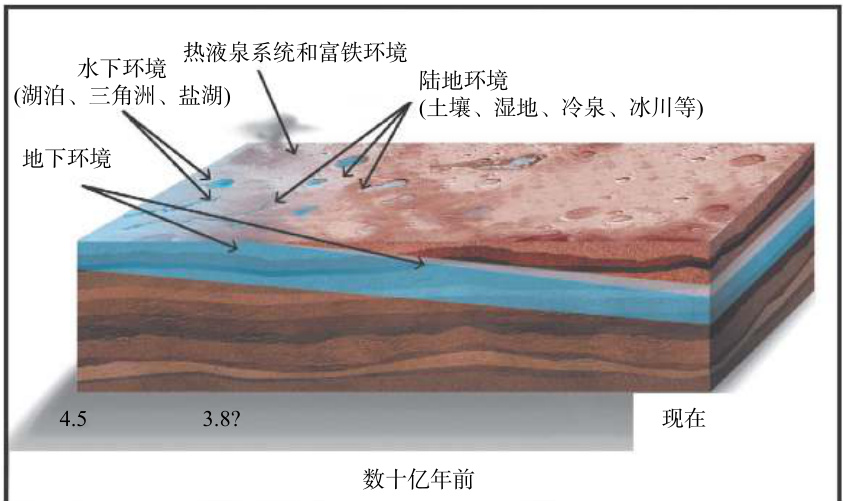 热液泉系统和富铁环境
水下环境
(湖泊、三角洲、盐湖)
陆地环境
(土壤、湿地、冷泉、冰川等)
地下环境
4.5
3.8?
现在
数十亿年前